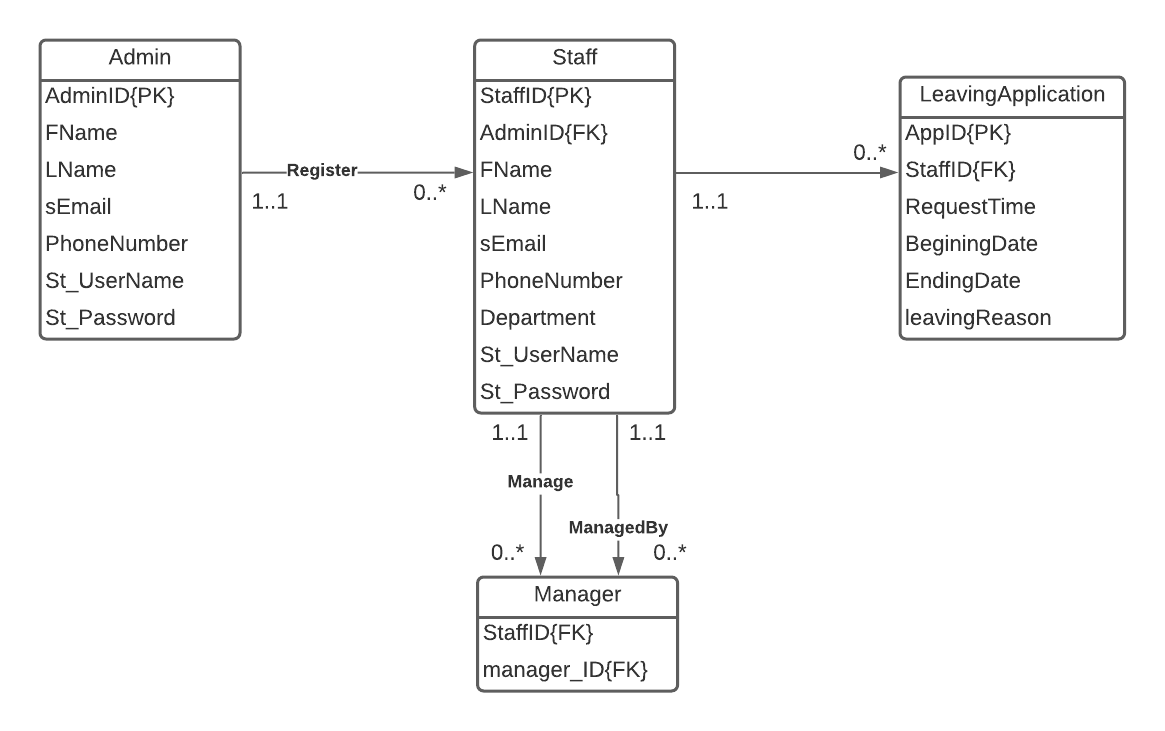 Admin
AdminID{PK}
FName
LName
sEmail
PhoneNumber
St_UserName
St_Password
Register
1..1
0..*
Staff
StaffID{PK}
AdminID{FK}
FName
LName
sEmail
PhoneNumber
Department
St_UserName
St_Password
0..*
1..1
LeavingApplication
AppID{PK}
StaffID{FK}
RequestTime
BeginingDate
EndingDate
leavingReason
1..1
1..1
Manage
ManagedBy
0..*
0..*
Manager
StaffID{FK}
manager_ID{FK}